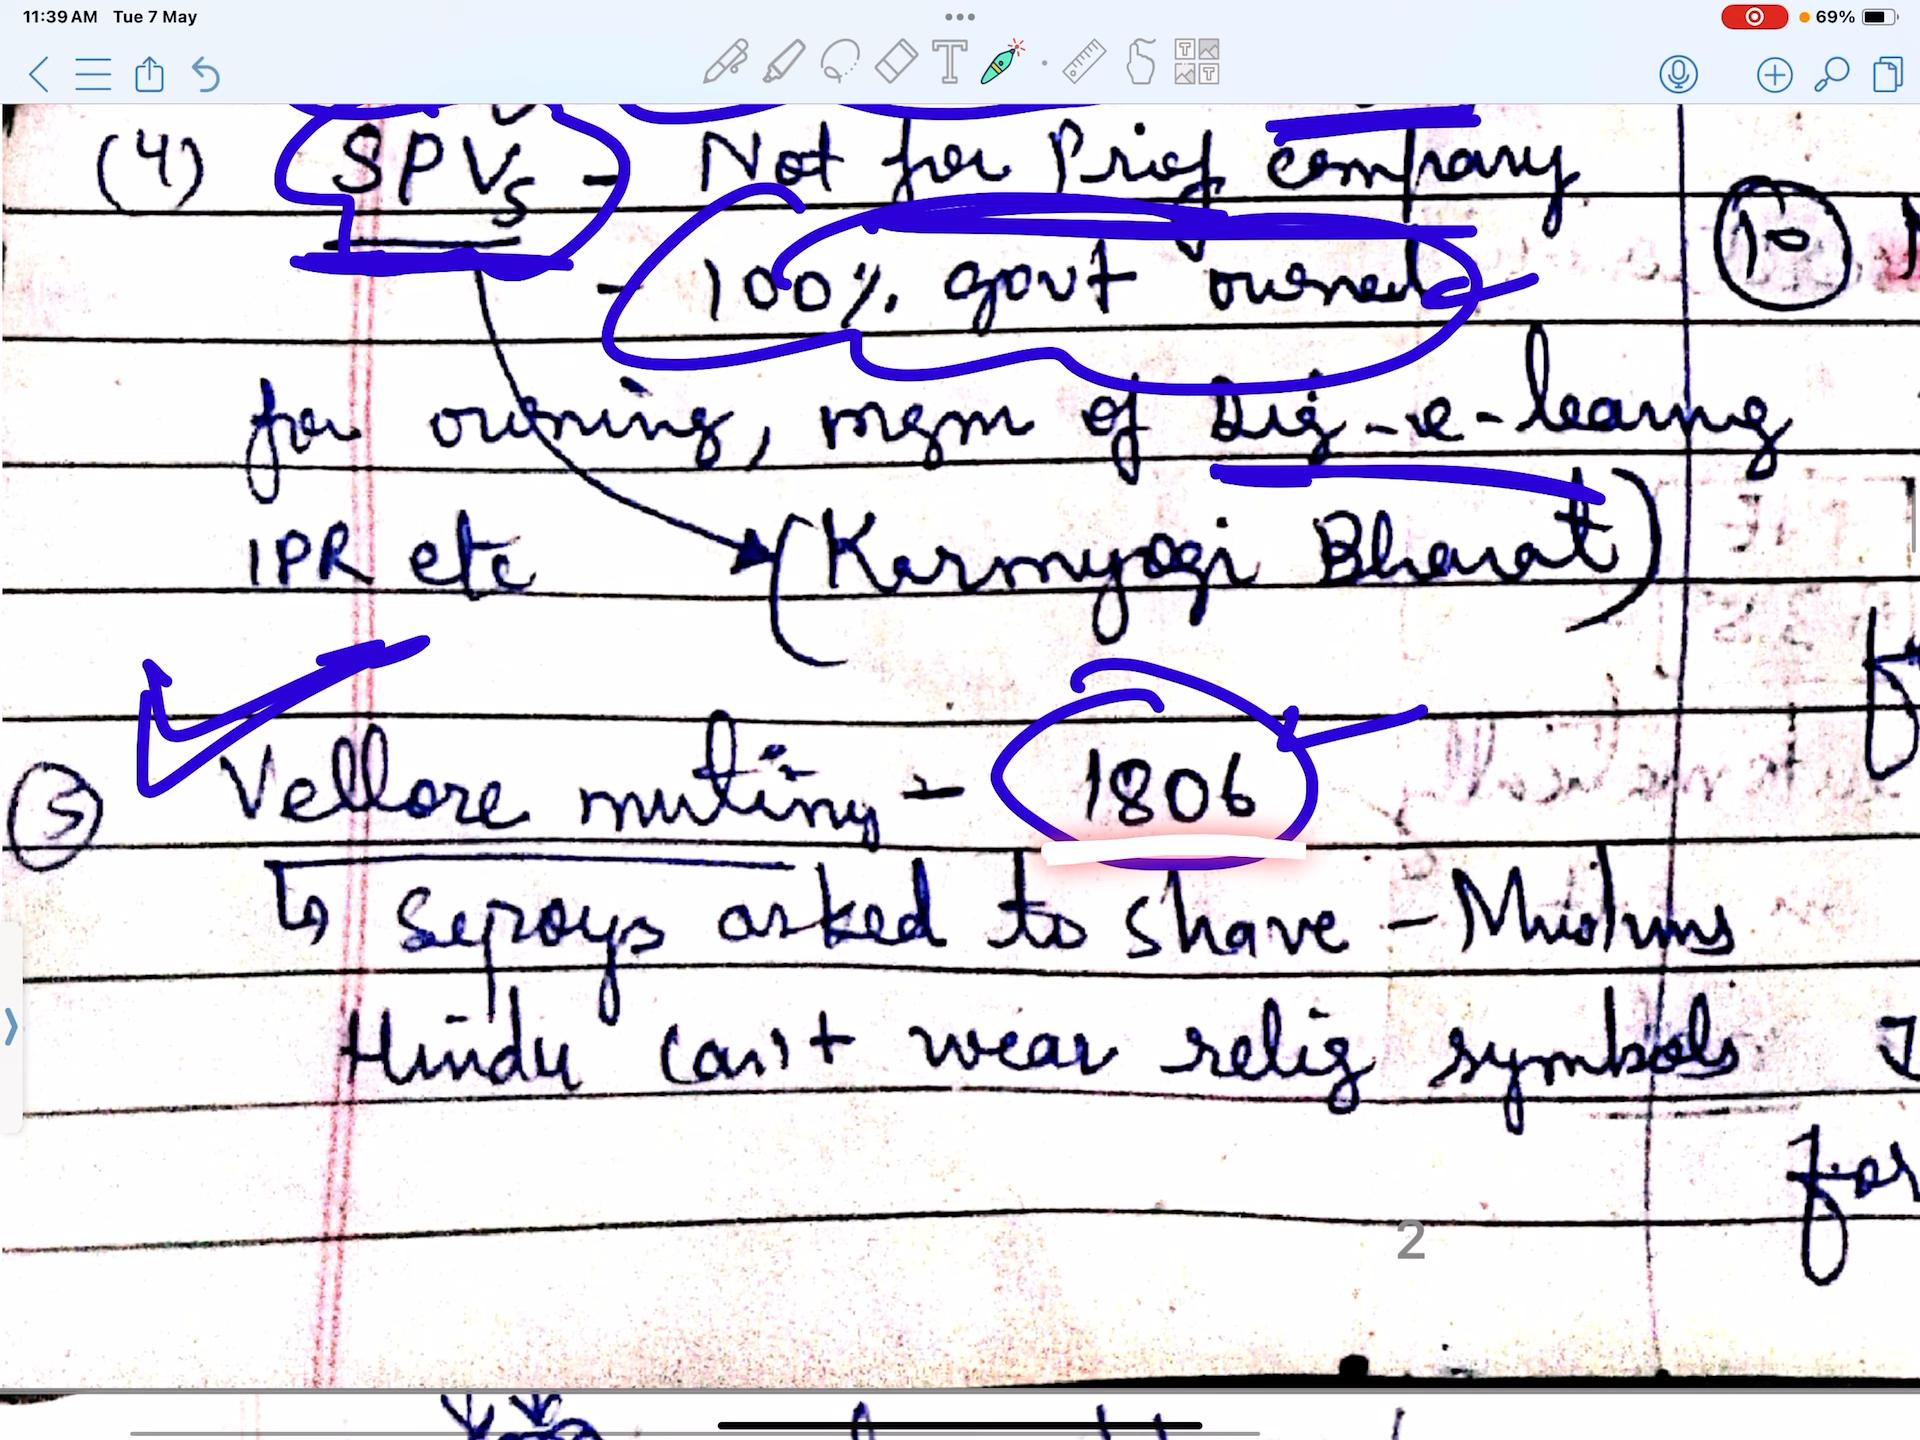 11:39 AM Tue 7 May
69%
(4) SPVs - Not for Prof company
- 100% govt owned
for owning, mgm of Dig-e-learng
IPR etc (Karmyogi Bharat)
(5) Vellore mutiny - 1806
↳ Sepoys asked to shave - Muslims
Hindu can't wear relig symbols
10
for
2